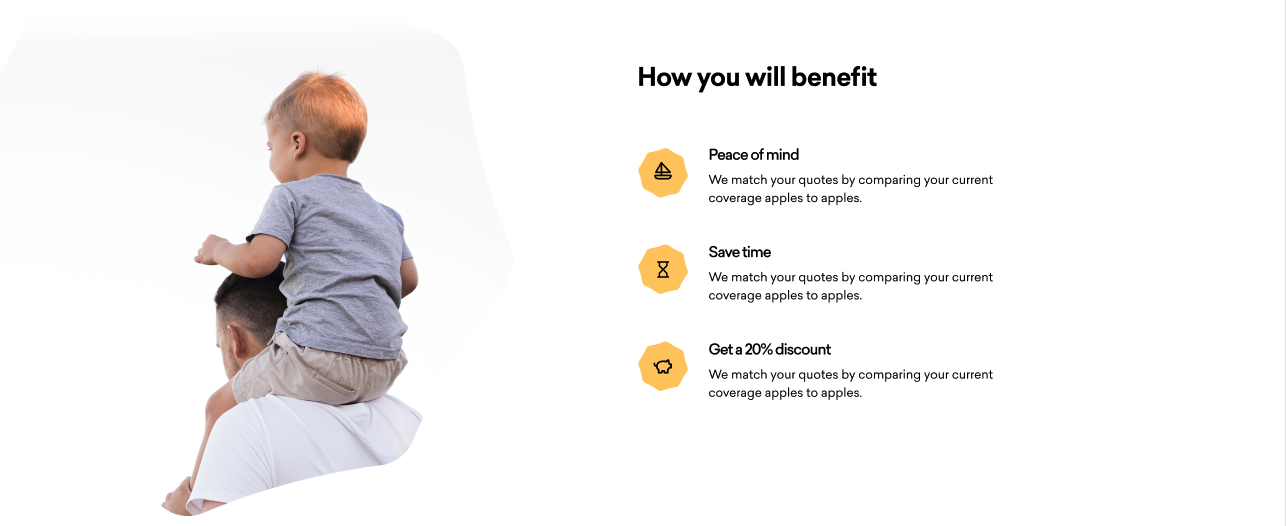 How you will benefit
Peace of mind
We match your quotes by comparing your current
coverage apples to apples.
Save time
We match your quotes by comparing your current
coverage apples to apples.
Get a 20% discount
We match your quotes by comparing your current
coverage apples to apples.